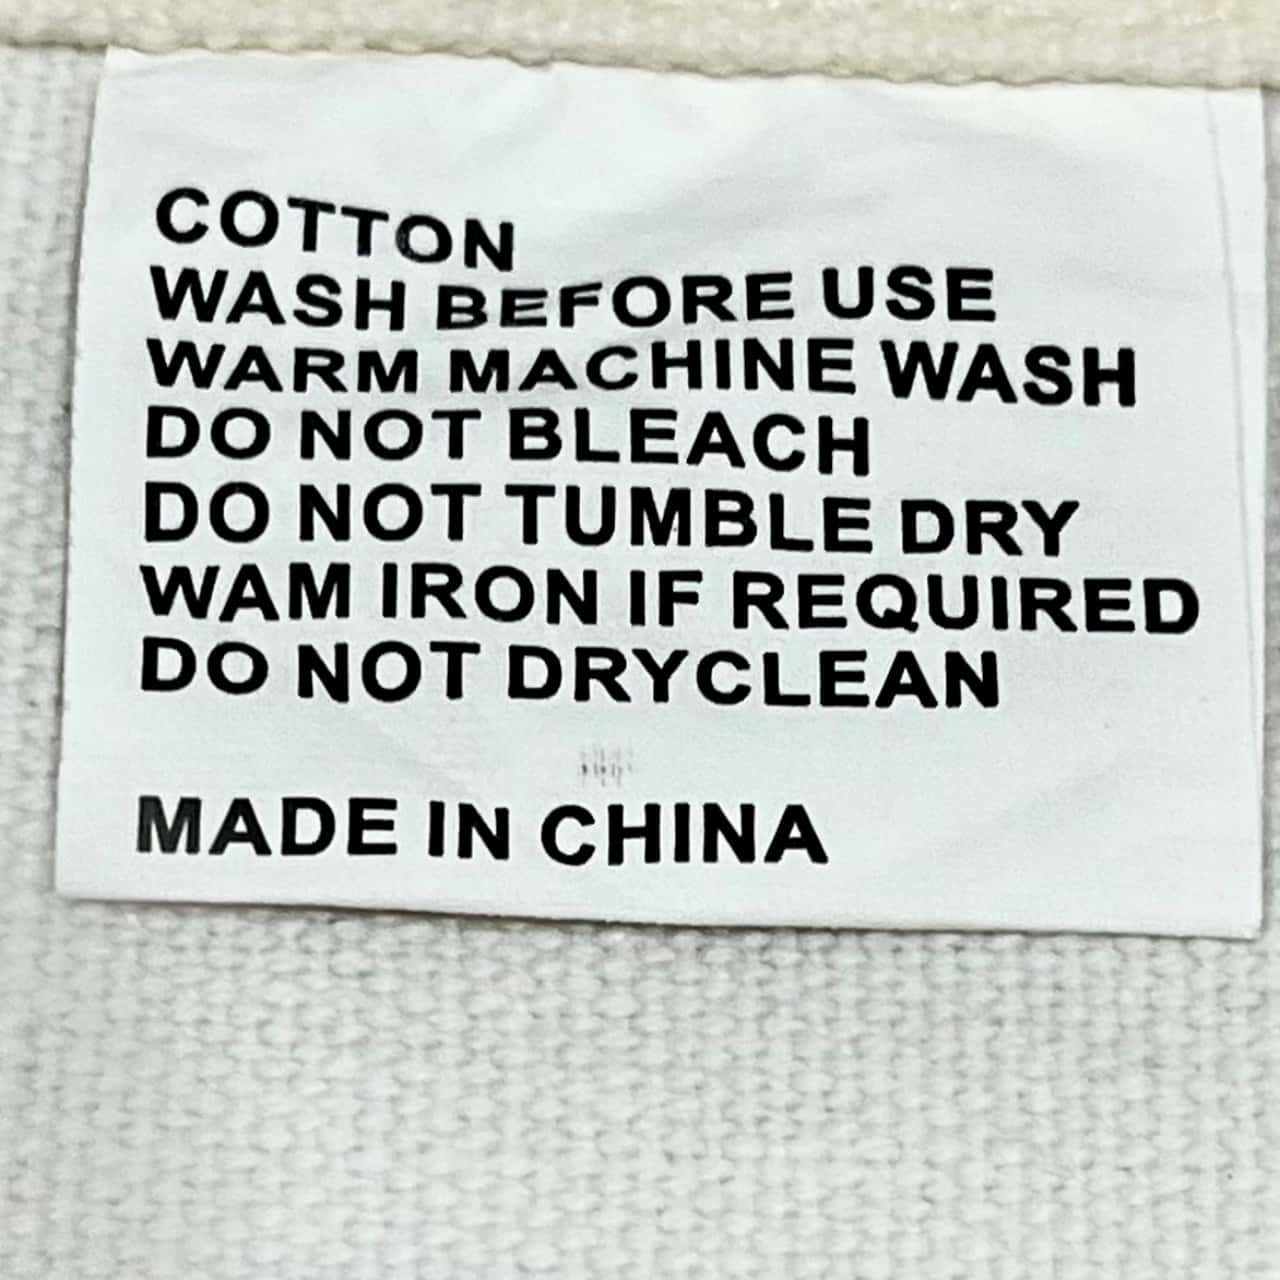 COTTON
WASH BEFORE USE
WARM MACHINE WASH
DO NOT BLEACH
DO NOT TUMBLE DRY
WAM IRON IF REQUIRED
DO NOT DRYCLEAN
MADE IN CHINA